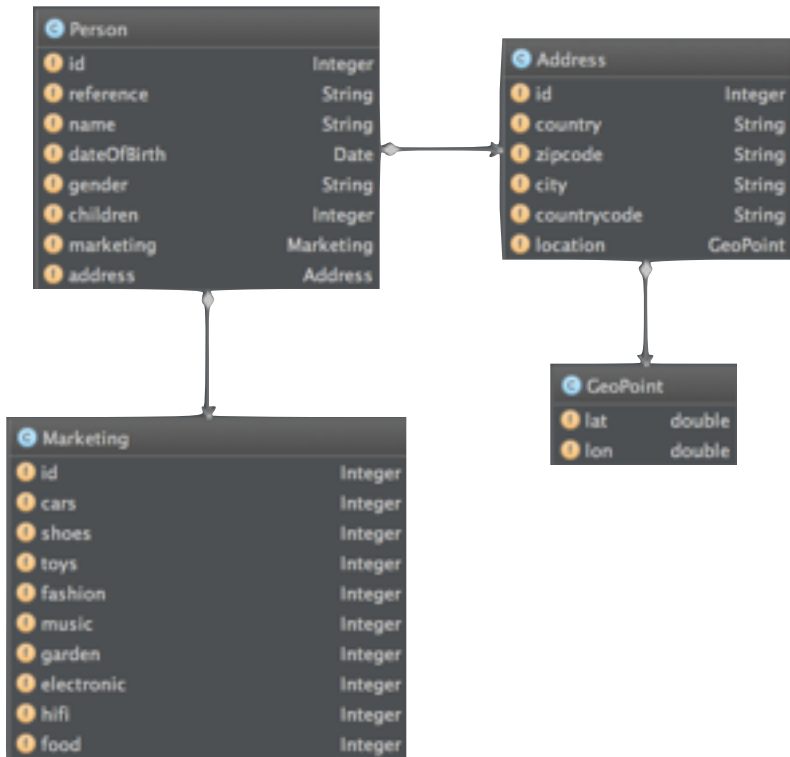 Person
id Integer
reference String
name String
dateOfBirth Date
gender String
children Integer
marketing Marketing
address Address
Address
id Integer
country String
zipcode String
city String
countrycode String
location GeoPoint
GeoPoint
lat double
lon double
Marketing
id Integer
cars Integer
shoes Integer
toys Integer
fashion Integer
music Integer
garden Integer
electronic Integer
hifi Integer
food Integer